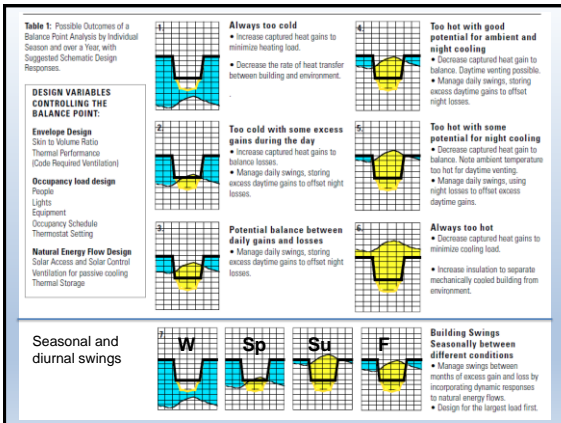 Table 1: Possible Outcomes of a
Balance Point Analysis by Individual
Season and over a Year, with
Suggested Schematic Design
Responses.
DESIGN VARIABLES
CONTROLLING THE
BALANCE POINT:
Envelope Design
Skin to Volume Ratio
Thermal Performance
(Code Required Ventilation)
Occupancy load design
People
Lights
Equipment
Occupancy Schedule
Thermostat Setting
Natural Energy Flow Design
Solar Access and Solar Control
Ventilation for passive cooling
Thermal Storage
1.
Always too cold
• Increase captured heat gains to
minimize heating load.
• Decrease the rate of heat transfer
between building and environment.
2.
Too cold with some excess
gains during the day
• Increase captured heat gains to
balance losses.
• Manage daily swings, storing
excess daytime gains to offset night
losses.
3.
Potential balance between
daily gains and losses
• Manage daily swings, storing
excess daytime gains to offset night
losses.
4.
Too hot with good
potential for ambient and
night cooling
• Decrease captured heat gain to
balance. Daytime venting possible.
• Manage daily swings, storing
excess daytime gains to offset
night losses.
5.
Too hot with some
potential for night cooling
• Decrease captured heat gain to
balance. Note ambient temperature
too hot for daytime venting.
• Manage daily swings, using
night losses to offset excess
daytime gains.
6.
Always too hot
• Decrease captured heat gains to
minimize cooling load.
• Increase insulation to separate
mechanically cooled building from
environment.
Seasonal and
diurnal swings
7.
W
Sp
Su
F
Building Swings
Seasonally between
different conditions
• Manage swings between
months of excess gain and loss by
incorporating dynamic responses
to natural energy flows.
• Design for the largest load first.